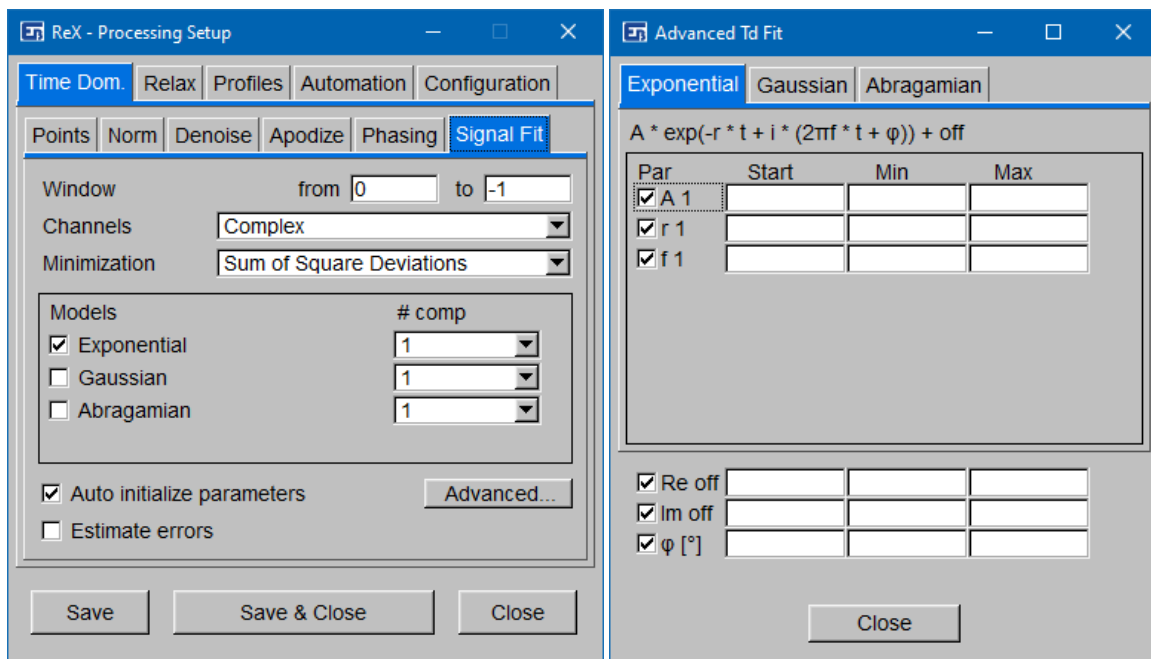 ReX - Processing Setup
Time Dom. Relax Profiles Automation Configuration
Points Norm Denoise Apodize Phasing Signal Fit
Window from 0 to -1
Channels Complex
Minimization Sum of Square Deviations
Models # comp
Exponential 1
Gaussian 1
Abragamian 1
Auto initialize parameters Advanced...
Estimate errors
Save Save & Close Close
Advanced Td Fit
Exponential Gaussian Abragamian
A * exp(-r * t + i * (2πf * t + φ)) + off
Par Start Min Max
A 1
r 1
f 1
Re off
Im off
φ [°]
Close